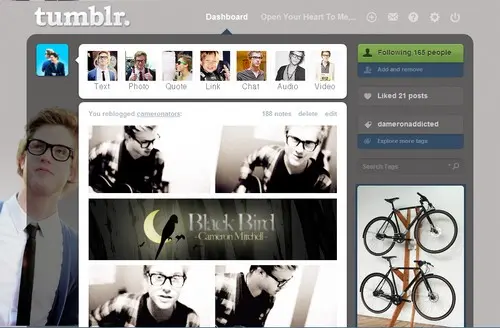 tumblr.
Dashboard Open Your Heart To Me,...
Following 165 people
Add and remove
Text Photo Quote Link Chat Audio Video
Liked 21 posts
You reblogged cameronators: 188 notes delete edit
dameronaddicted
Explore more tags
Search Tags
Black Bird
-Cameron Mitchell-